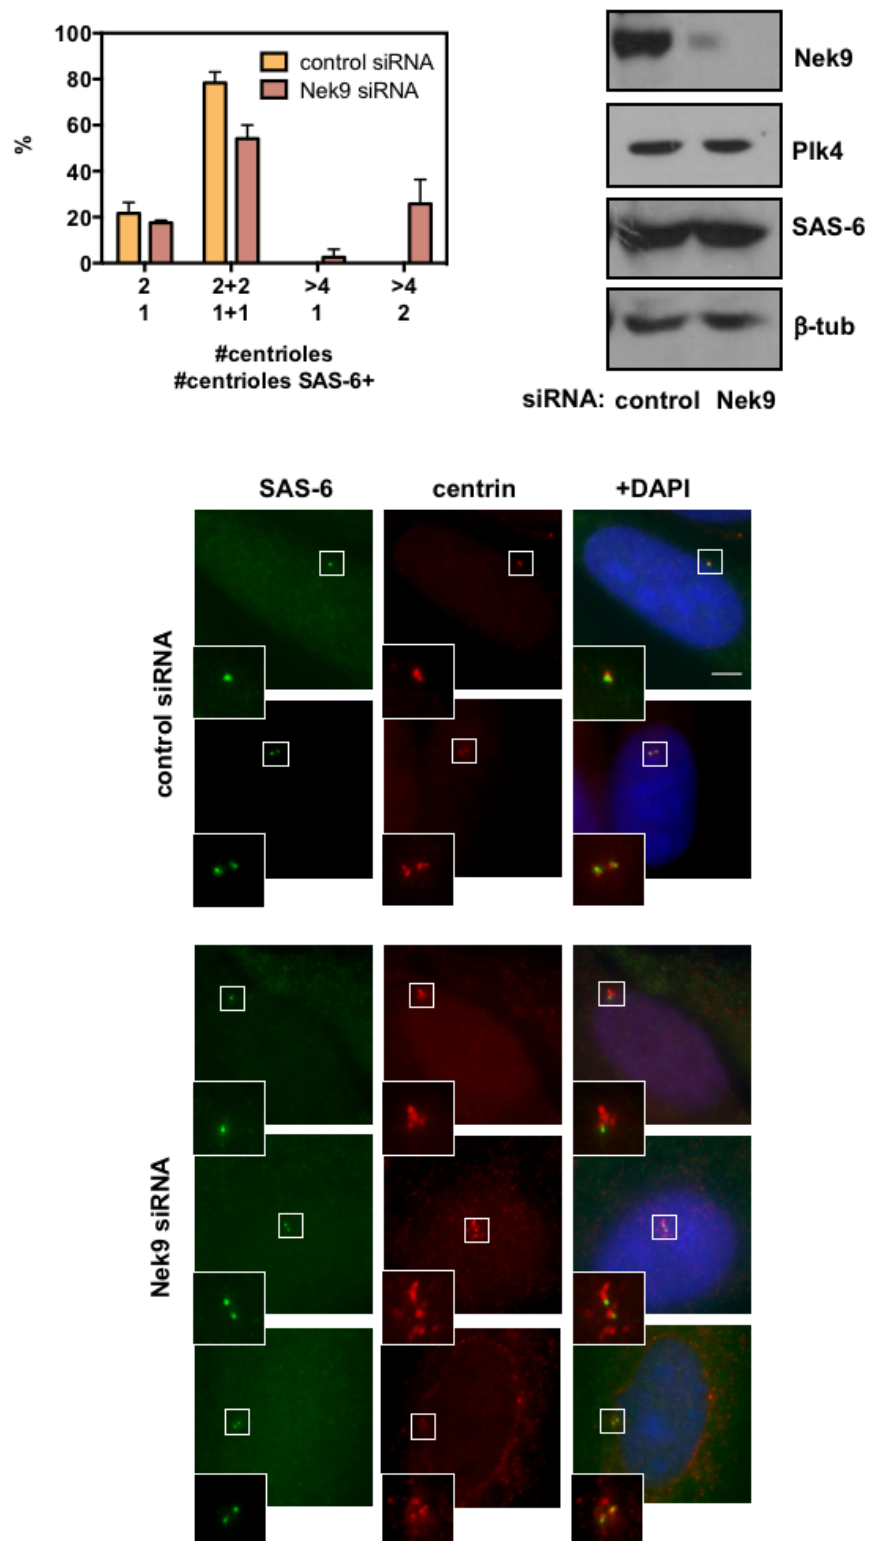 100
80
60
40
20
0
%
control siRNA
Nek9 siRNA
2 2+2 >4 >4
1 1+1 1 2
#centrioles
#centrioles SAS-6+
Nek9
Plk4
SAS-6
β-tub
siRNA: control Nek9
SAS-6 centrin +DAPI
control siRNA
Nek9 siRNA